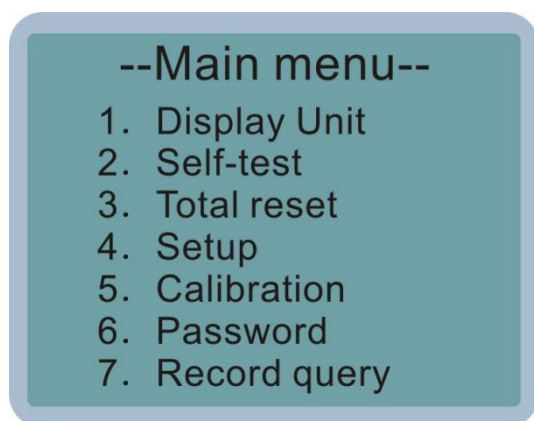 --Main menu--
1. Display Unit
2. Self-test
3. Total reset
4. Setup
5. Calibration
6. Password
7. Record query